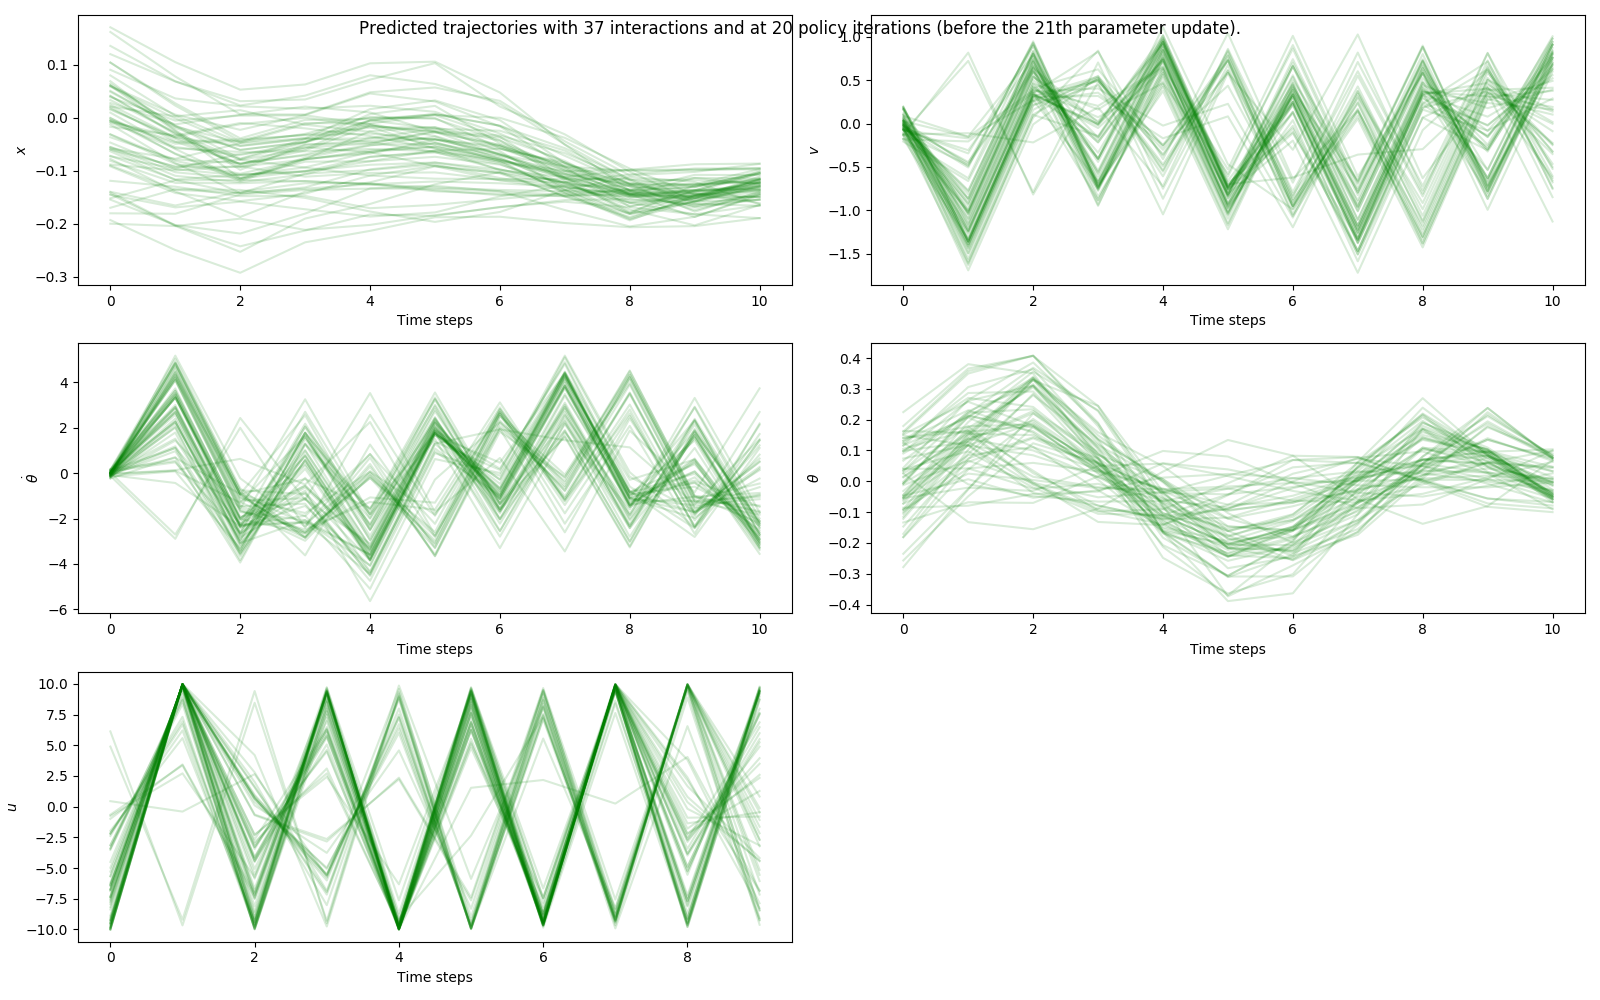 Predicted trajectories with 37 interactions and at 20 policy iterations (before the 21th parameter update).
0.1
0.0
−0.1
−0.2
−0.3
x
0 2 4 6 8 10
Time steps
1.0
0.5
0.0
−0.5
−1.0
−1.5
v
0 2 4 6 8 10
Time steps
4
2
0
−2
−4
−6
θ̇
0 2 4 6 8 10
Time steps
0.4
0.3
0.2
0.1
0.0
−0.1
−0.2
−0.3
−0.4
θ
0 2 4 6 8 10
Time steps
10.0
7.5
5.0
2.5
0.0
−2.5
−5.0
−7.5
−10.0
u
0 2 4 6 8
Time steps